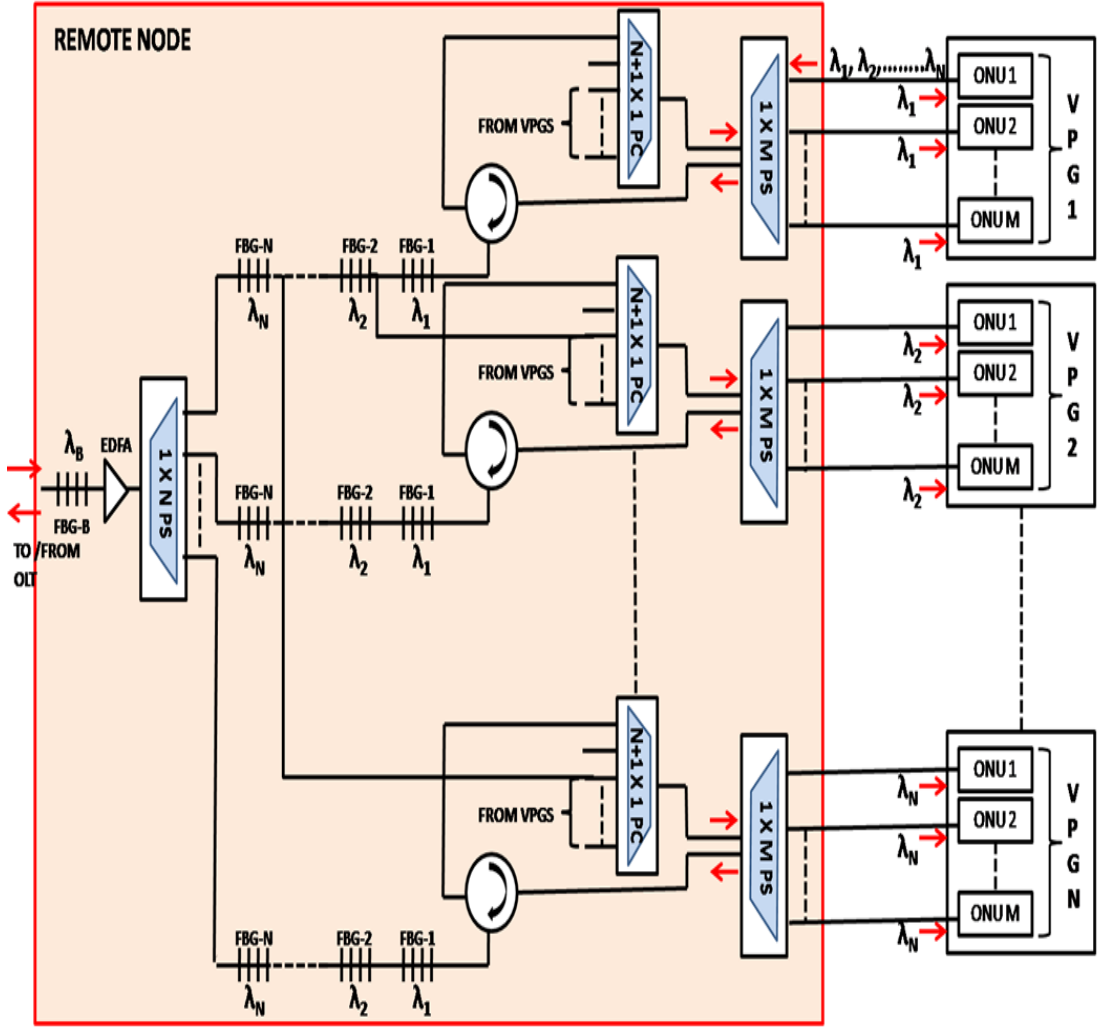 REMOTE NODE
N+1 X 1 PC
FROM VPGS
1 X M PS
λ1, λ2,........λN
λ1
λ1
λ1
ONU 1
ONU 2
ONU M
V P G 1
FBG-N
FBG-2
FBG-1
λN
λ2
λ1
N+1 X 1 PC
FROM VPGS
1 X M PS
λ2
λ2
λ2
ONU 1
ONU 2
ONU M
V P G 2
λB
EDFA
FBG-B
TO /FROM
OLT
1 X N PS
FBG-N
FBG-2
FBG-1
λN
λ2
λ1
N+1 X 1 PC
FROM VPGS
1 X M PS
λN
λN
λN
ONU 1
ONU 2
ONU M
V P G N
FBG-N
FBG-2
FBG-1
λN
λ2
λ1